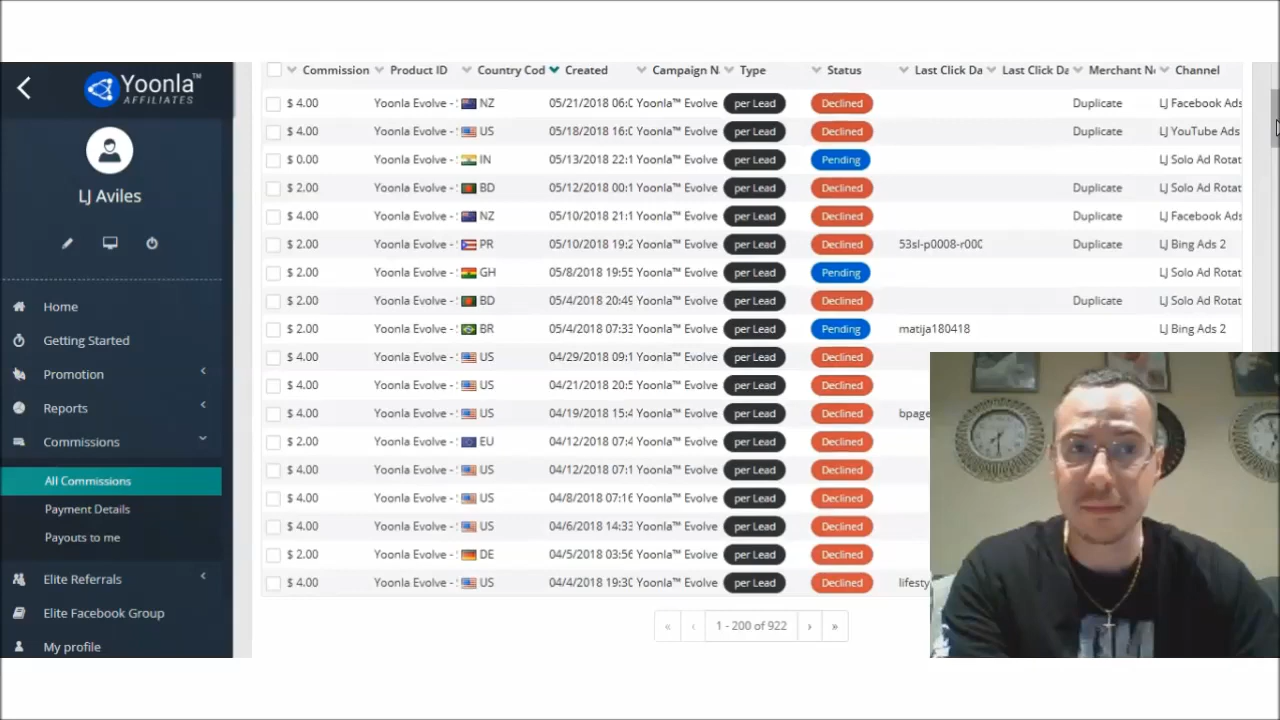 Yoonla™
AFFILIATES
LJ Aviles
Home
Getting Started
Promotion
Reports
Commissions
All Commissions
Payment Details
Payouts to me
Elite Referrals
Elite Facebook Group
My profile
Commission Product ID Country Cod Created Campaign N Type Status Last Click Da Last Click Da Merchant N Channel
$ 4.00 Yoonla Evolve - NZ 05/21/2018 06: Yoonla™ Evolve per Lead Declined Duplicate LJ Facebook Ads
$ 4.00 Yoonla Evolve - US 05/18/2018 16: Yoonla™ Evolve per Lead Declined Duplicate LJ YouTube Ads
$ 0.00 Yoonla Evolve - IN 05/13/2018 22:1 Yoonla™ Evolve per Lead Pending LJ Solo Ad Rotat
$ 2.00 Yoonla Evolve - BD 05/12/2018 00:1 Yoonla™ Evolve per Lead Declined Duplicate LJ Solo Ad Rotat
$ 4.00 Yoonla Evolve - NZ 05/10/2018 21:1 Yoonla™ Evolve per Lead Declined Duplicate LJ Facebook Ads
$ 2.00 Yoonla Evolve - PR 05/10/2018 19:2 Yoonla™ Evolve per Lead Declined 53sl-p0008-r00 Duplicate LJ Bing Ads 2
$ 2.00 Yoonla Evolve - GH 05/8/2018 19:55 Yoonla™ Evolve per Lead Pending LJ Solo Ad Rotat
$ 2.00 Yoonla Evolve - BD 05/4/2018 20:49 Yoonla™ Evolve per Lead Declined Duplicate LJ Solo Ad Rotat
$ 2.00 Yoonla Evolve - BR 05/4/2018 07:33 Yoonla™ Evolve per Lead Pending matija180418 LJ Bing Ads 2
$ 4.00 Yoonla Evolve - US 04/29/2018 09:1 Yoonla™ Evolve per Lead Declined
$ 4.00 Yoonla Evolve - US 04/21/2018 20:5 Yoonla™ Evolve per Lead Declined
$ 4.00 Yoonla Evolve - US 04/19/2018 15:4 Yoonla™ Evolve per Lead Declined bpage
$ 2.00 Yoonla Evolve - EU 04/12/2018 07:4 Yoonla™ Evolve per Lead Declined
$ 4.00 Yoonla Evolve - US 04/12/2018 07:1 Yoonla™ Evolve per Lead Declined
$ 4.00 Yoonla Evolve - US 04/8/2018 07:16 Yoonla™ Evolve per Lead Declined
$ 4.00 Yoonla Evolve - US 04/6/2018 14:33 Yoonla™ Evolve per Lead Declined
$ 2.00 Yoonla Evolve - DE 04/5/2018 03:56 Yoonla™ Evolve per Lead Declined
$ 4.00 Yoonla Evolve - US 04/4/2018 19:30 Yoonla™ Evolve per Lead Declined lifesty
« ‹ 1 - 200 of 922 › »